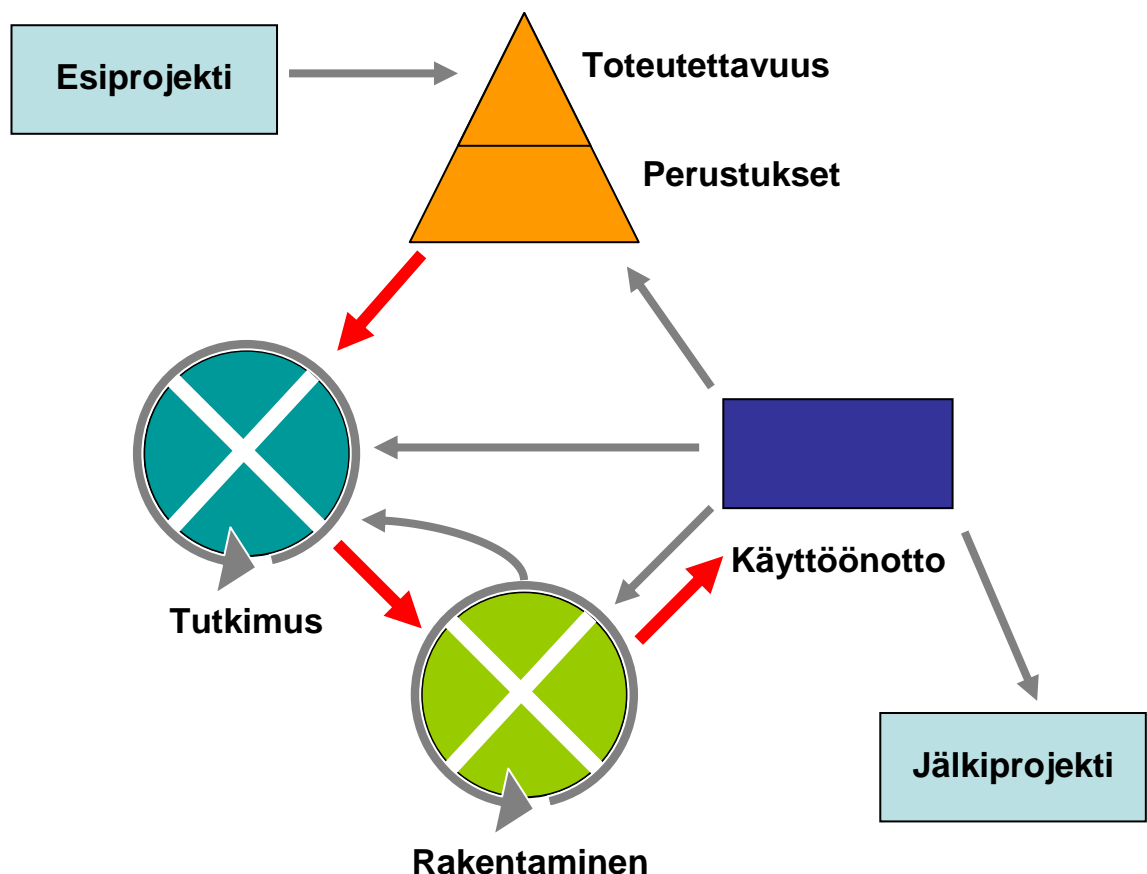 Esiprojekti
Toteutettavuus
Perustukset
Käyttöönotto
Tutkimus
Jälkiprojekti
Rakentaminen